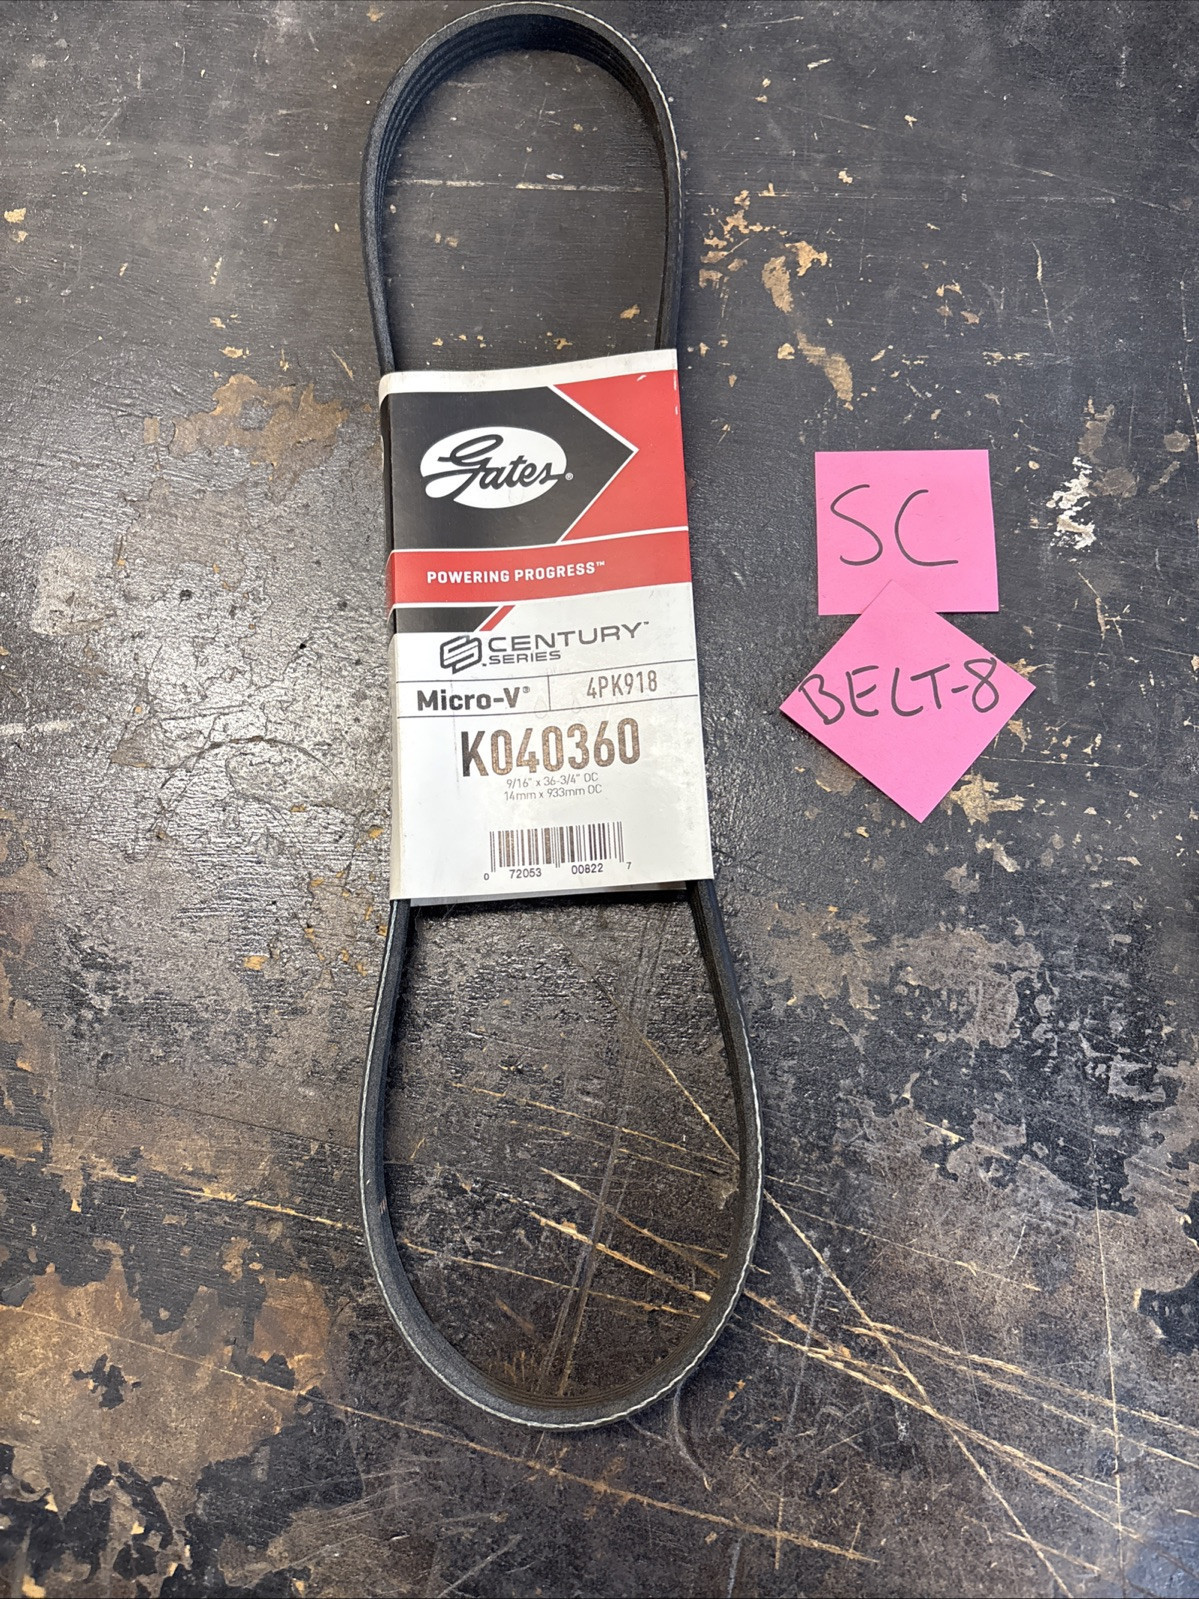 Gates®
POWERING PROGRESS™
CENTURY™
SERIES
Micro-V® 4PK918
K040360
9/16" x 36-3/4" OC
14mm x 933mm OC
0 72053 00822 7
SC
BELT-8